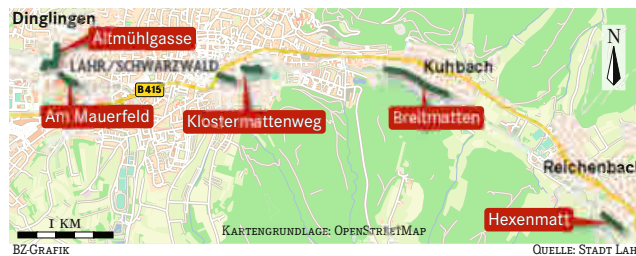 Dinglingen
Altmühlgasse
LAHR/SCHWARZWALD
Kuhbach
N
B 415
Am Mauerfeld
Klostermattenweg
Breitmatten
Reichenbach
Hexenmatt
1 KM
KARTENGRUNDLAGE: OPENSTREETMAP
BZ-GRAFIK
QUELLE: STADT LAH